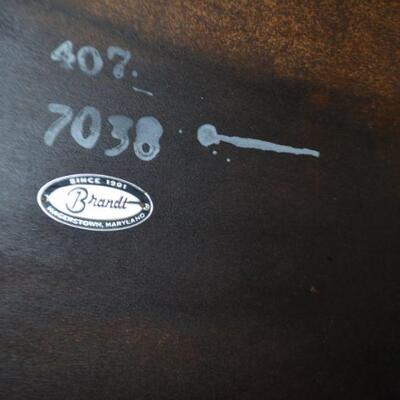 407.
7038
SINCE 1901
Brandt
HAGERSTOWN, MARYLAND